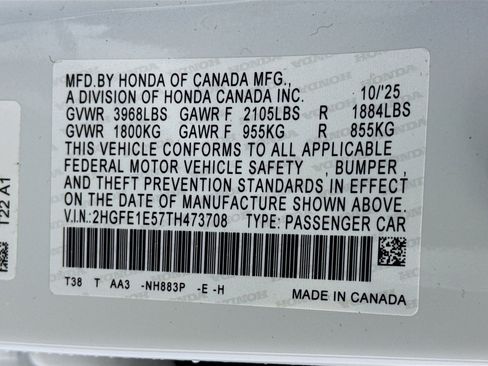 MFD.BY HONDA OF CANADA MFG.,
A DIVISION OF HONDA CANADA INC. 10/'25
GVWR 3968LBS GAWR F 2105LBS R 1884LBS
GVWR 1800KG GAWR F 955KG R 855KG
THIS VEHICLE CONFORMS TO ALL APPLICABLE
FEDERAL MOTOR VEHICLE SAFETY , BUMPER ,
AND THEFT PREVENTION STANDARDS IN EFFECT
ON THE DATE OF MANUFACTURE SHOWN ABOVE.
V.I.N.:2HGFE1E57TH473708 TYPE: PASSENGER CAR
T38 T AA3 -NH883P -E -H
MADE IN CANADA
T22 A1